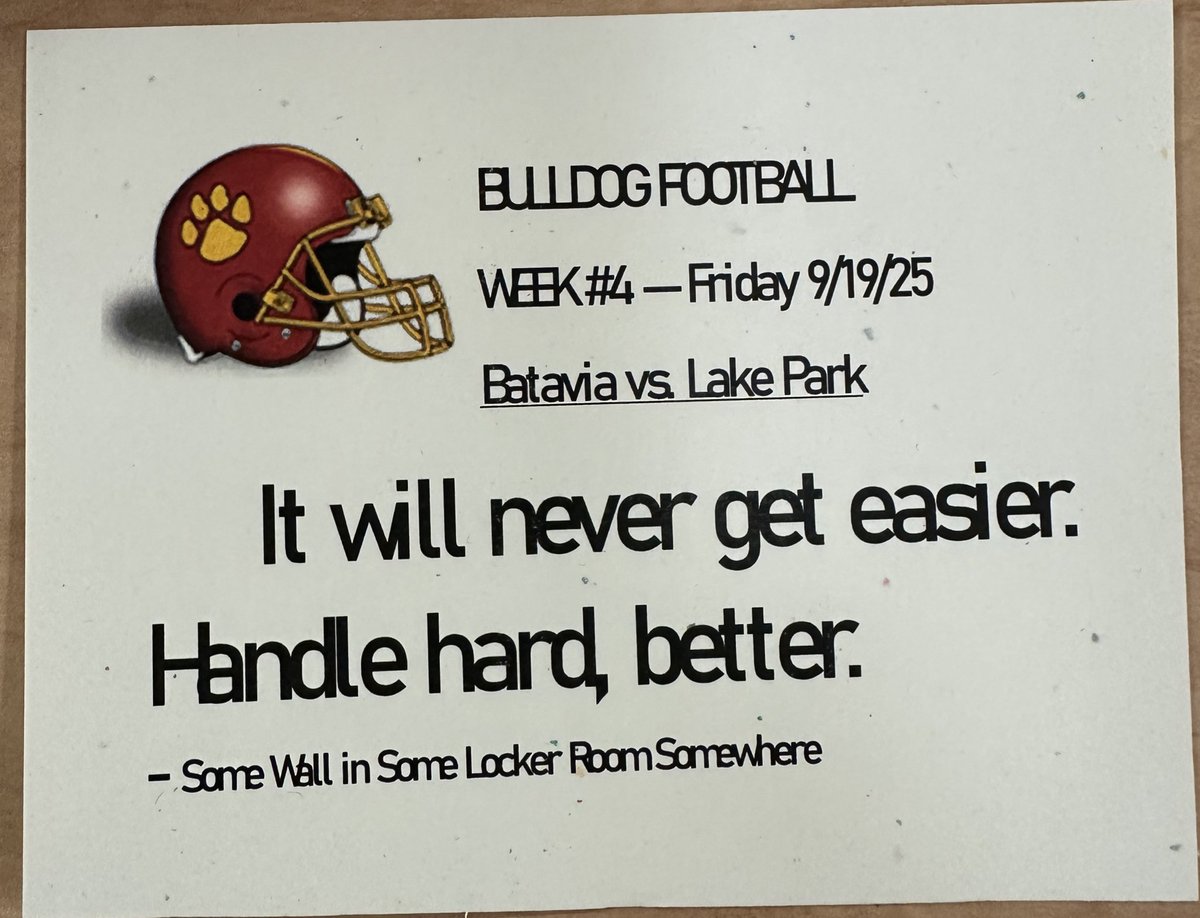 BULLDOG FOOTBALL
WEEK #4 — Friday 9/19/25
Batavia vs. Lake Park
It will never get easier.
Handle hard, better.
– Some Wall in Some Locker Room Somewhere